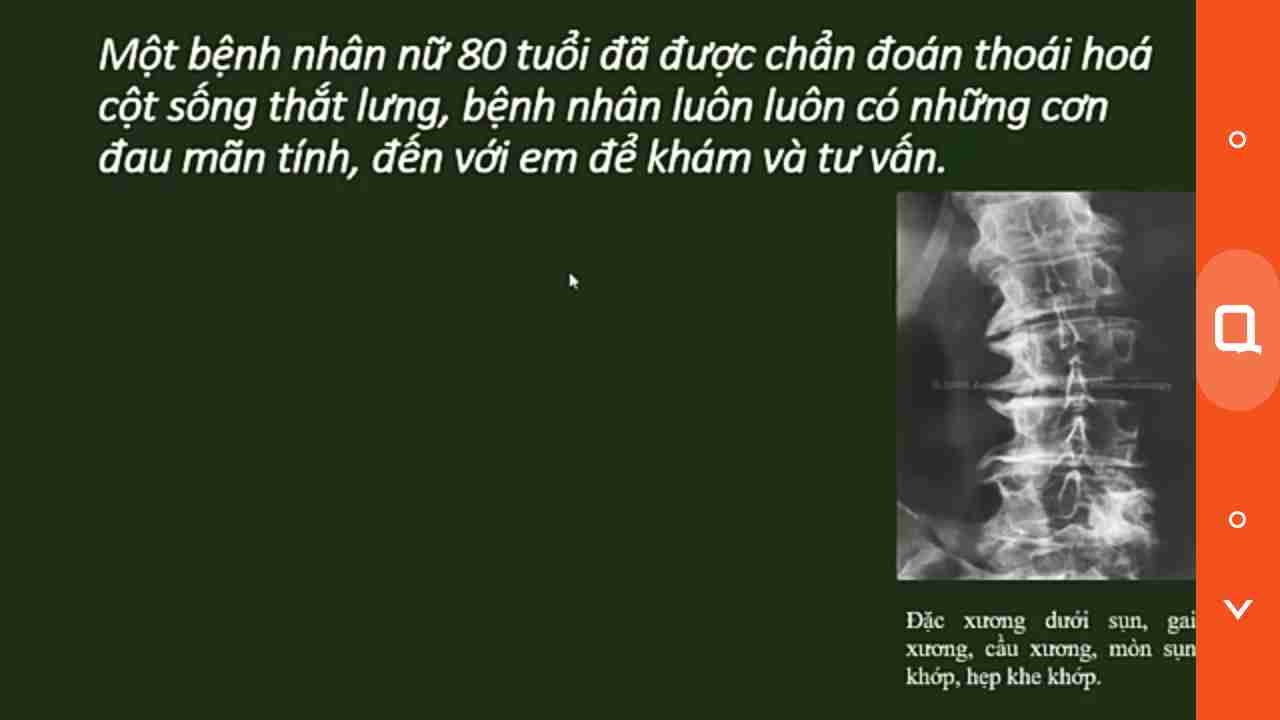 Một bệnh nhân nữ 80 tuổi đã được chẩn đoán thoái hoá
cột sống thắt lưng, bệnh nhân luôn luôn có những cơn
đau mãn tính, đến với em để khám và tư vấn.
Đặc xương dưới sụn, gai
xương, cầu xương, mòn sụn
khớp, hẹp khe khớp.